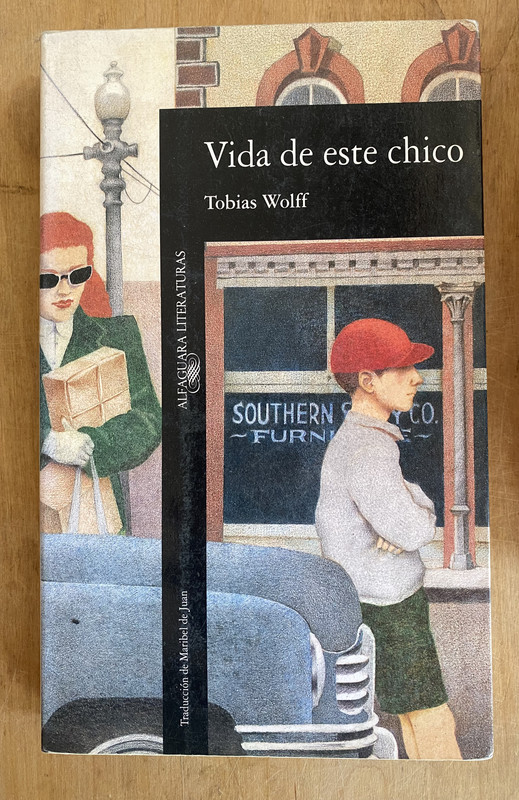 Vida de este chico
Tobias Wolff
ALFAGUARA LITERATURAS
SOUTHERN S Y CO.
~FURNI E~
Traducción de Maribel de Juan